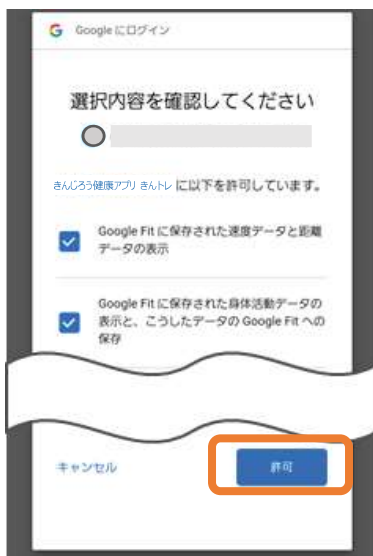 Google にログイン
選択内容を確認してください
きんじろう健康アプリ きんトレ に以下を許可しています。
Google Fit に保存された速度データと距離
データの表示
Google Fit に保存された身体活動データの
表示と、こうしたデータの Google Fit への
保存
キャンセル
許可